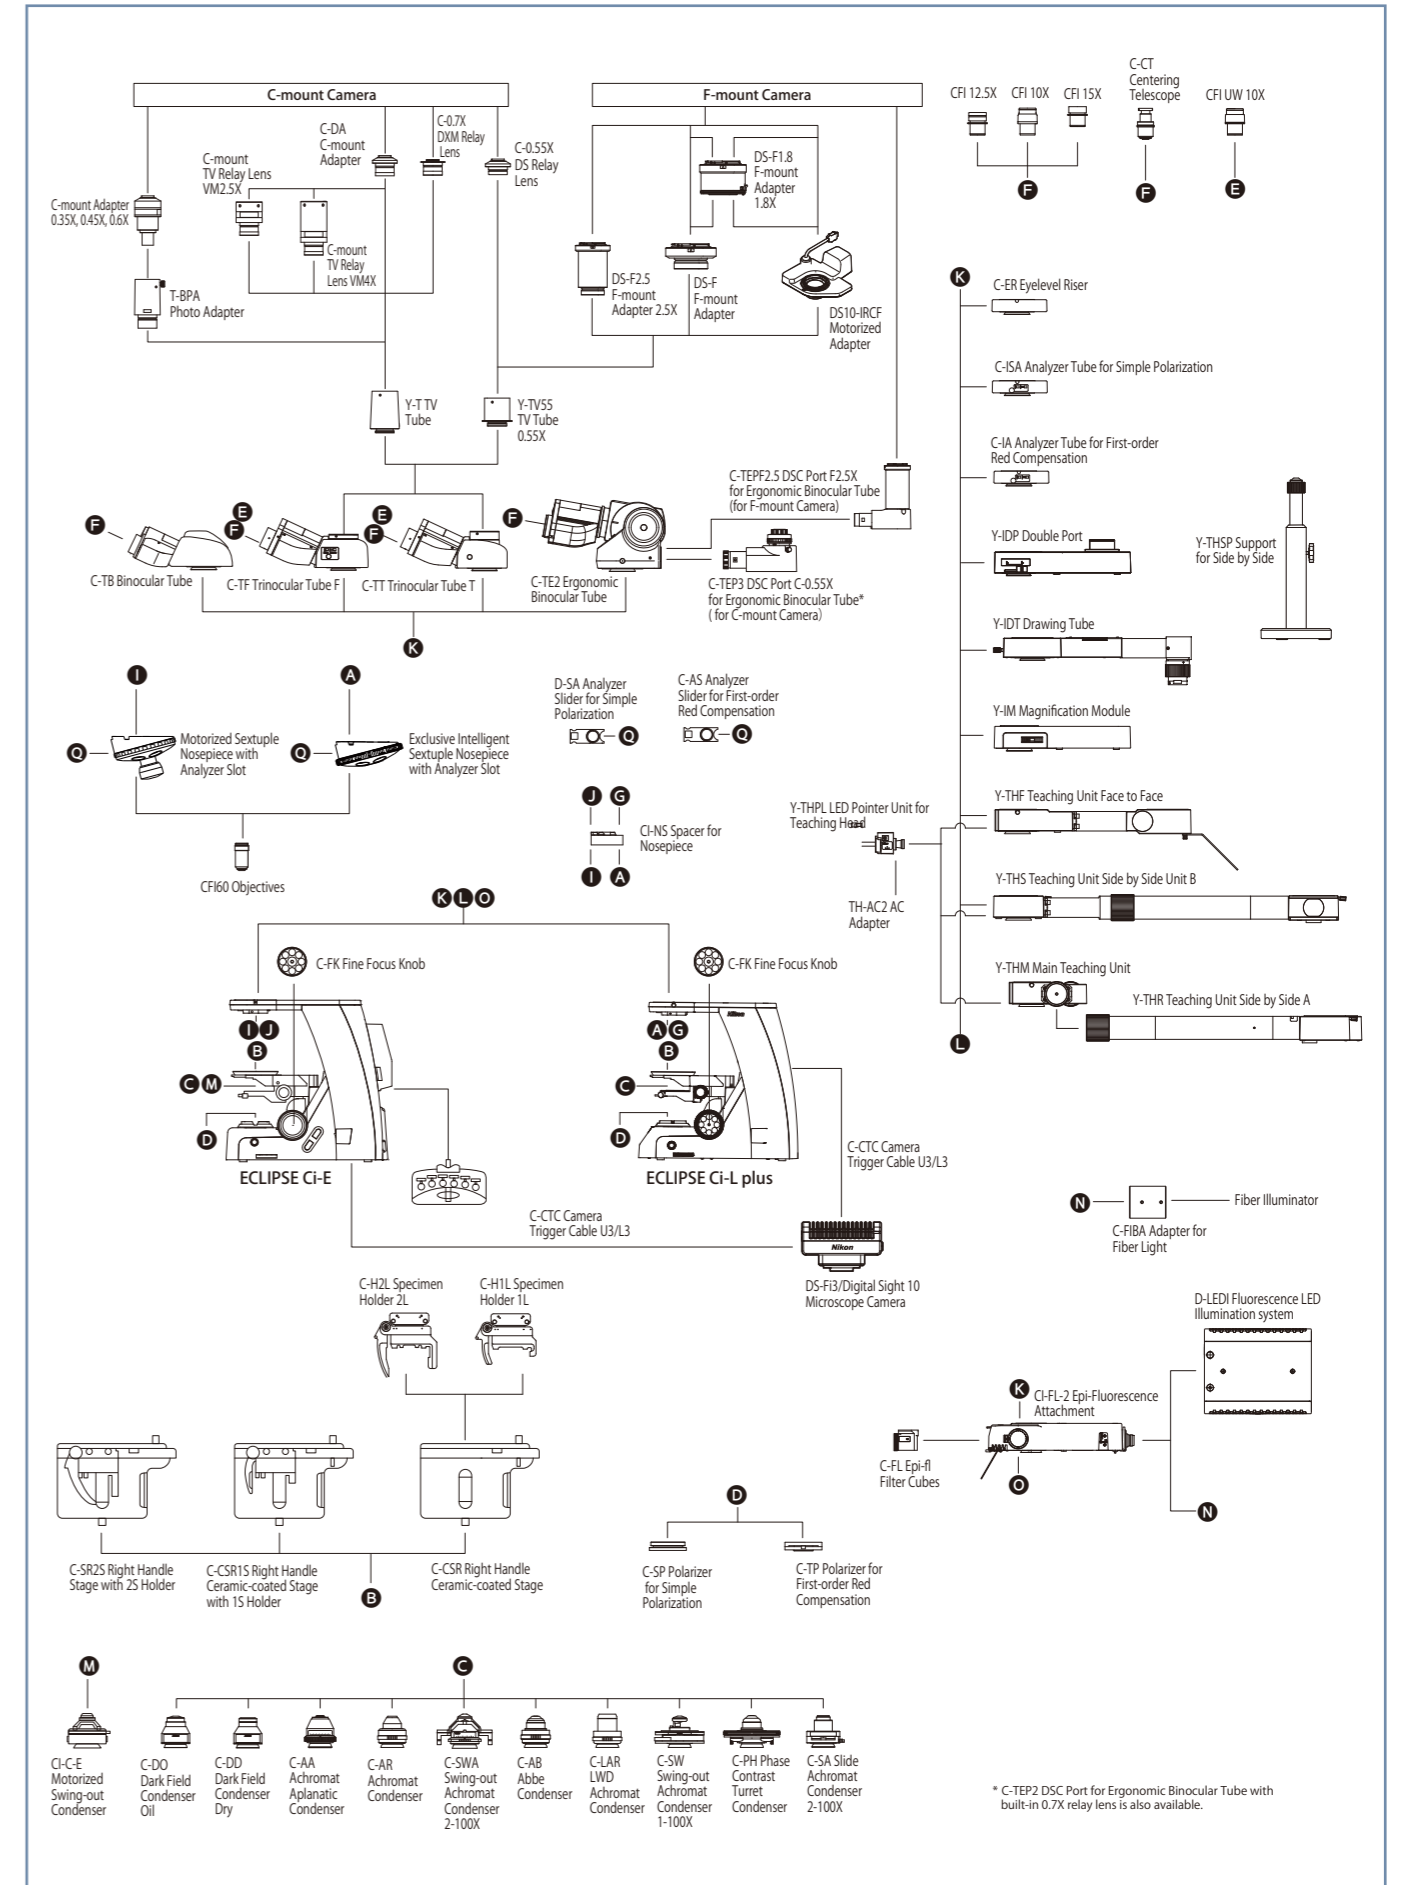 C-mount Camera
F-mount Camera
C-mount
TV Relay Lens
VM2.5X
C-DA
C-mount
Adapter
C-0.7X
DXM Relay
Lens
C-0.55X
DS Relay
Lens
C-mount Adapter
0.35X, 0.45X, 0.6X
C-mount
TV Relay
Lens VM4X
T-BPA
Photo Adapter
DS-F1.8
F-mount
Adapter
1.8X
DS-F2.5
F-mount
Adapter 2.5X
DS-F
F-mount
Adapter
DS10-IRCF
Motorized
Adapter
CFI 12.5X
CFI 10X
CFI 15X
F
C-CT
Centering
Telescope
F
CFI UW 10X
E
Y-T TV
Tube
Y-TV55
TV Tube
0.55X
F
C-TB Binocular Tube
E
F
C-TF Trinocular Tube F
E
F
C-TT Trinocular Tube T
F
C-TE2 Ergonomic
Binocular Tube
C-TEPF2.5 DSC Port F2.5X
for Ergonomic Binocular Tube
(for F-mount Camera)
C-TEP3 DSC Port C-0.55X
for Ergonomic Binocular Tube*
( for C-mount Camera)
K
K
C-ER Eyelevel Riser
C-ISA Analyzer Tube for Simple Polarization
C-IA Analyzer Tube for First-order
Red Compensation
Y-IDP Double Port
Y-THSP Support
for Side by Side
Y-IDT Drawing Tube
Y-IM Magnification Module
Y-THF Teaching Unit Face to Face
Y-THPL LED Pointer Unit for
Teaching Head
TH-AC2 AC
Adapter
Y-THS Teaching Unit Side by Side Unit B
Y-THM Main Teaching Unit
Y-THR Teaching Unit Side by Side A
L
I
Q
Motorized Sextuple
Nosepiece with
Analyzer Slot
A
Q
Exclusive Intelligent
Sextuple Nosepiece
with Analyzer Slot
CFI60 Objectives
D-SA Analyzer
Slider for Simple
Polarization
Q
C-AS Analyzer
Slider for First-order
Red Compensation
Q
J G
CI-NS Spacer for
Nosepiece
I A
K L O
C-FK Fine Focus Knob
C-FK Fine Focus Knob
I J
B
C M
D
ECLIPSE Ci-E
Nikon
A G
B
C
D
ECLIPSE Ci-L plus
C-CTC Camera
Trigger Cable U3/L3
C-CTC Camera
Trigger Cable U3/L3
Nikon
DS-Fi3/Digital Sight 10
Microscope Camera
N
Fiber Illuminator
C-FIBA Adapter for
Fiber Light
D-LEDI Fluorescence LED
Illumination system
K
CI-FL-2 Epi-Fluorescence
Attachment
C-FL Epi-fl
Filter Cubes
O
N
C-H2L Specimen
Holder 2L
C-H1L Specimen
Holder 1L
C-SR2S Right Handle
Stage with 2S Holder
C-CSR1S Right Handle
Ceramic-coated Stage
with 1S Holder
C-CSR Right Handle
Ceramic-coated Stage
B
D
C-SP Polarizer
for Simple
Polarization
C-TP Polarizer for
First-order Red
Compensation
M
C
CI-C-E
Motorized
Swing-out
Condenser
C-DO
Dark Field
Condenser
Oil
C-DD
Dark Field
Condenser
Dry
C-AA
Achromat
Aplanatic
Condenser
C-AR
Achromat
Condenser
C-SWA
Swing-out
Achromat
Condenser
2-100X
C-AB
Abbe
Condenser
C-LAR
LWD
Achromat
Condenser
C-SW
Swing-out
Achromat
Condenser
1-100X
C-PH Phase
Contrast
Turret
Condenser
C-SA Slide
Achromat
Condenser
2-100X
* C-TEP2 DSC Port for Ergonomic Binocular Tube with
built-in 0.7X relay lens is also available.